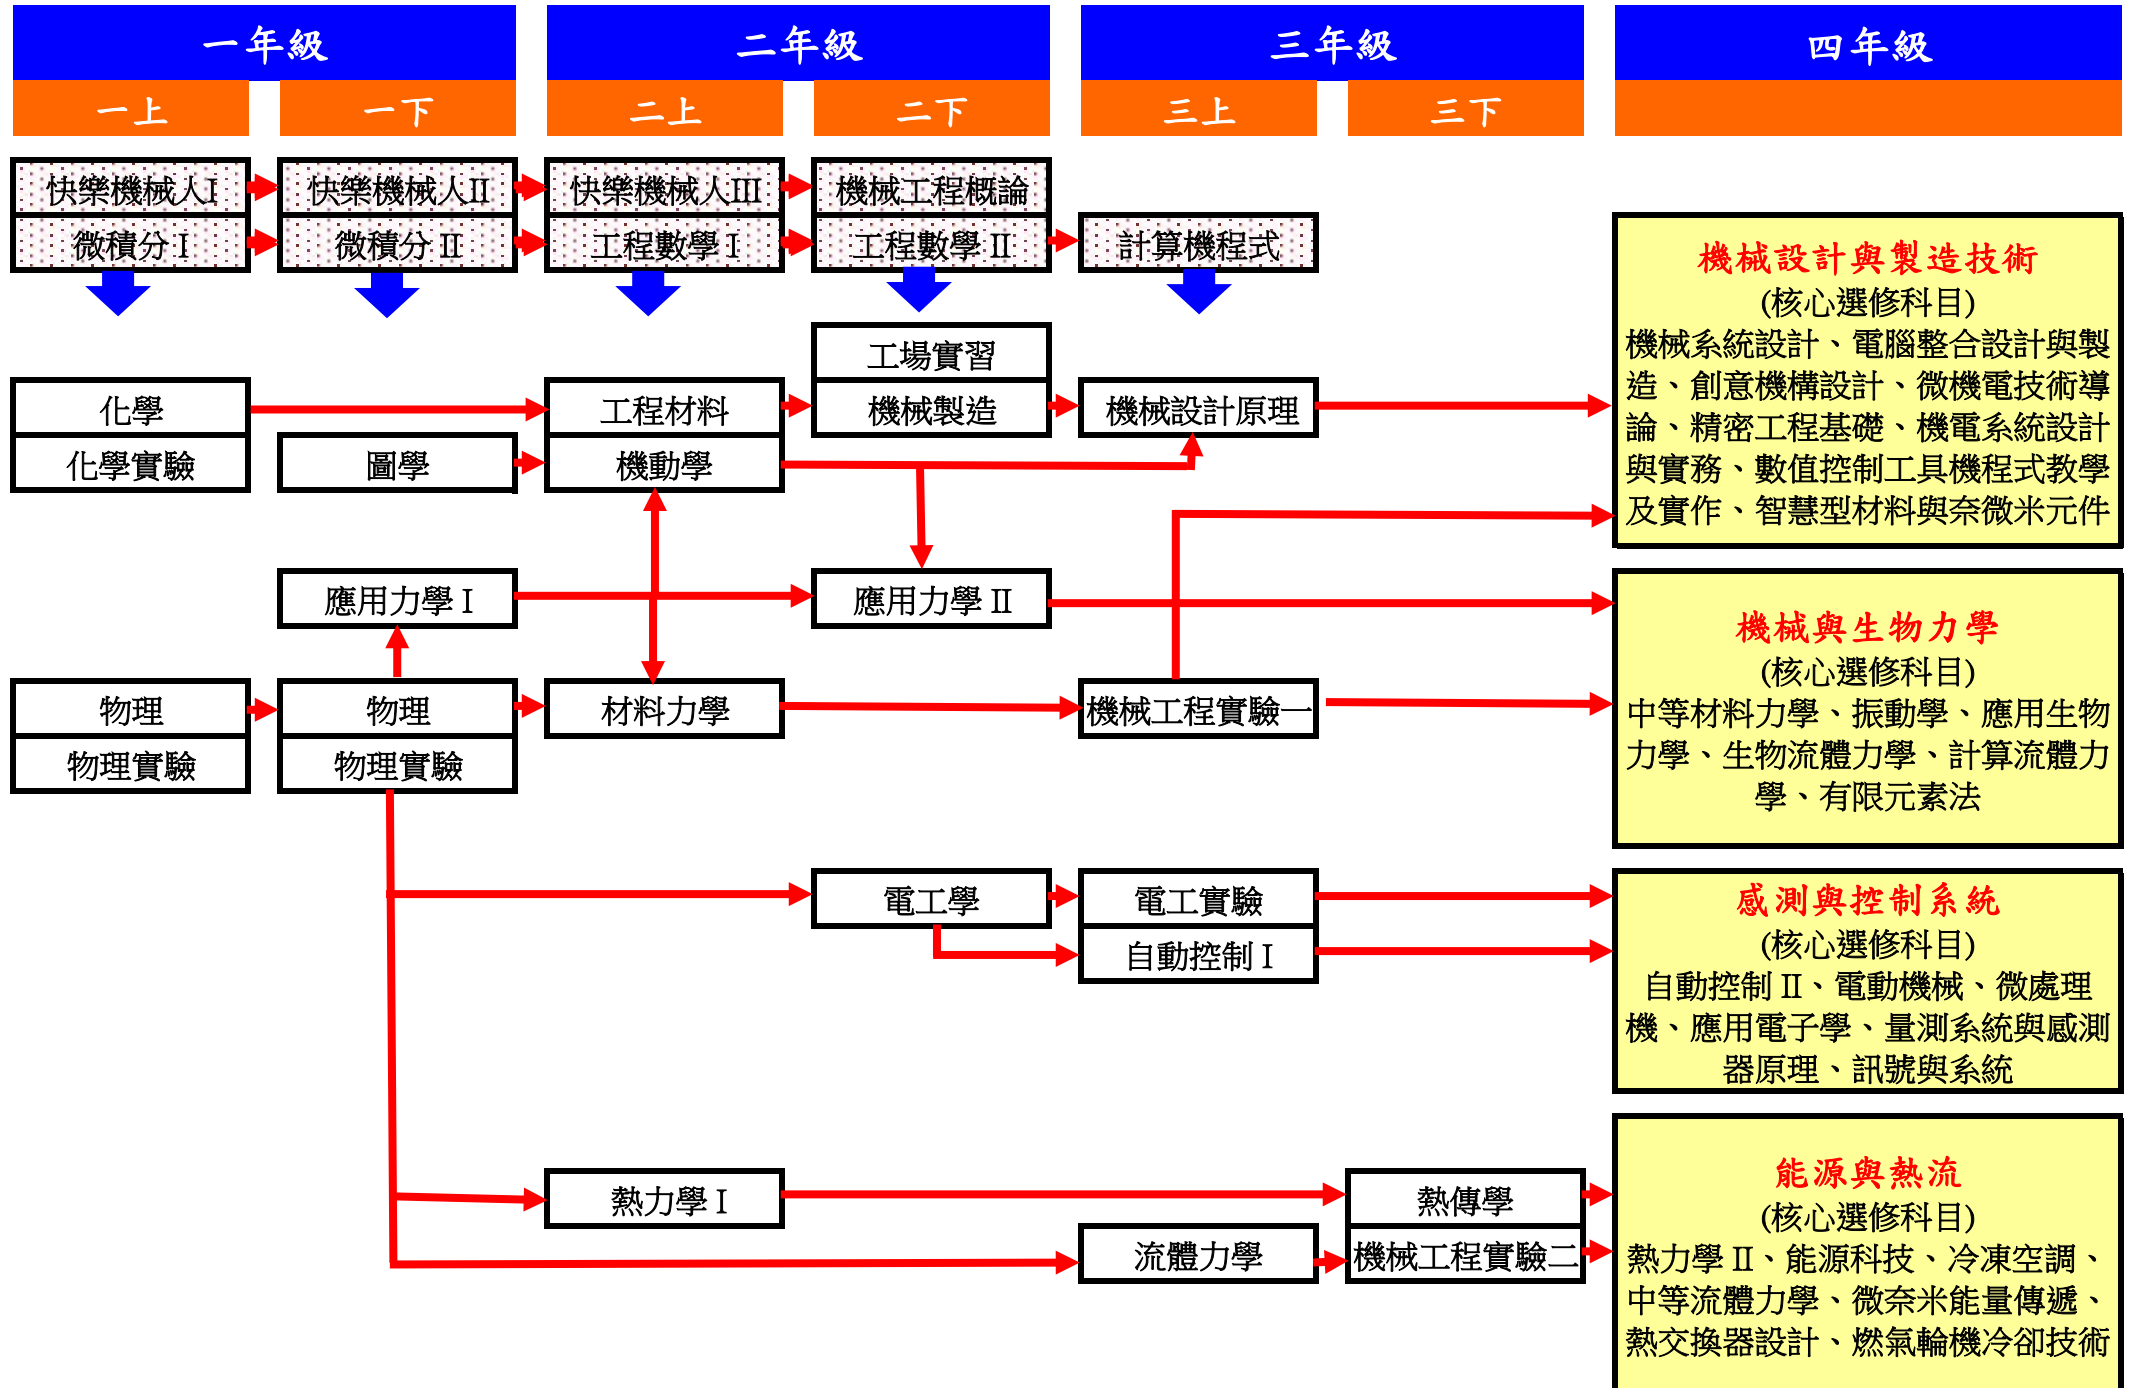 一年級
二年級
三年級
四年級
一上
一下
二上
二下
三上
三下
快樂機械人I
快樂機械人II
快樂機械人III
機械工程概論
微積分 I
微積分 II
工程數學 I
工程數學 II
計算機程式
工場實習
化學
工程材料
機械製造
機械設計原理
化學實驗
圖學
機動學
機械設計與製造技術
(核心選修科目)
機械系統設計、電腦整合設計與製
造、創意機構設計、微機電技術導
論、精密工程基礎、機電系統設計
與實務、數值控制工具機程式教學
及實作、智慧型材料與奈微米元件
應用力學 I
應用力學 II
物理
物理
材料力學
機械工程實驗一
物理實驗
物理實驗
機械與生物力學
(核心選修科目)
中等材料力學、振動學、應用生物
力學、生物流體力學、計算流體力
學、有限元素法
電工學
電工實驗
自動控制 I
感測與控制系統
(核心選修科目)
自動控制 II、電動機械、微處理
機、應用電子學、量測系統與感測
器原理、訊號與系統
熱力學 I
熱傳學
流體力學
機械工程實驗二
能源與熱流
(核心選修科目)
熱力學 II、能源科技、冷凍空調、
中等流體力學、微奈米能量傳遞、
熱交換器設計、燃氣輪機冷卻技術